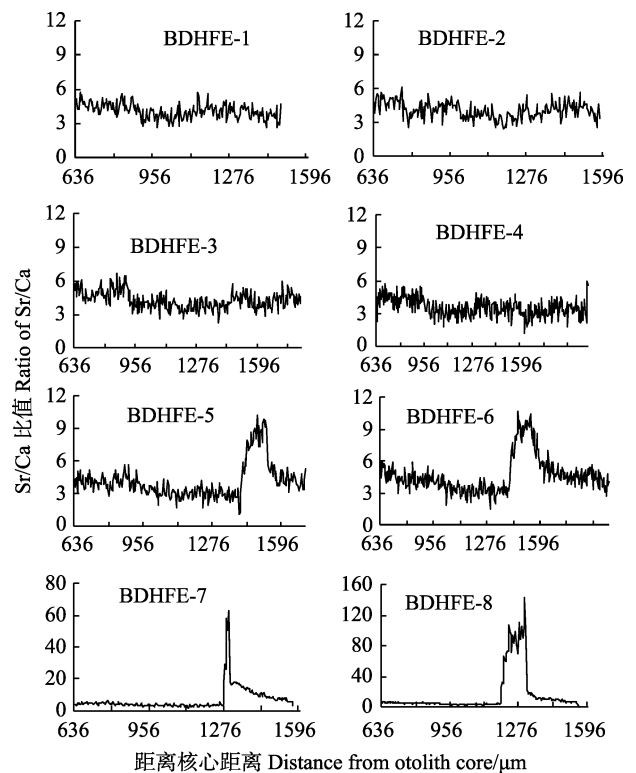 12
9
6
3
0
BDHFE-1
636 956 1276 1596
12
9
6
3
0
BDHFE-2
636 956 1276 1596
12
9
6
3
0
BDHFE-3
636 956 1276 1596
12
9
6
3
0
BDHFE-4
636 956 1276 1596
12
9
6
3
0
BDHFE-5
636 956 1276 1596
12
9
6
3
0
BDHFE-6
636 956 1276 1596
80
60
40
20
0
BDHFE-7
636 956 1276 1596
160
120
80
40
0
BDHFE-8
636 956 1276 1596
Sr/Ca 比值 Ratio of Sr/Ca
距离核心距离 Distance from otolith core/μm